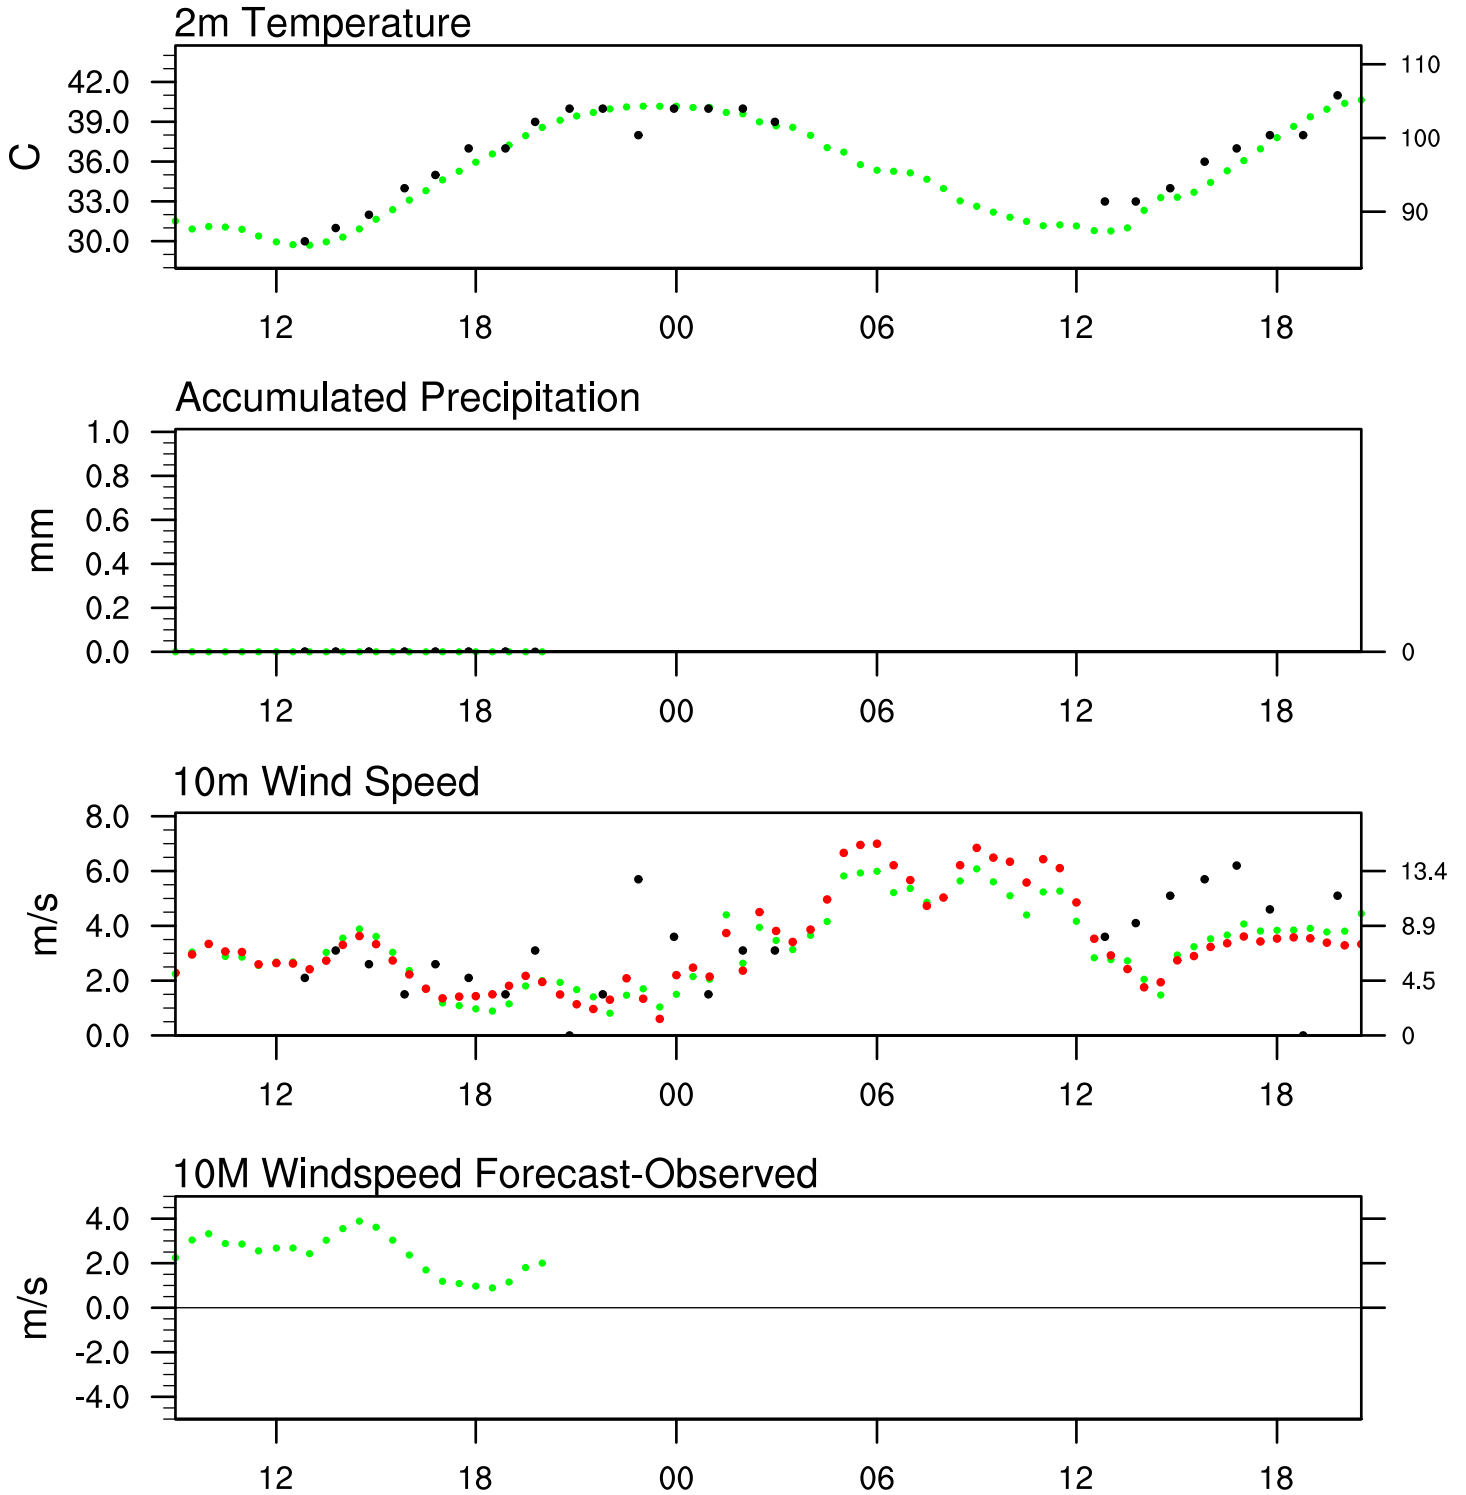 2m Temperature
C
42.0
39.0
36.0
33.0
30.0
110
100
90
12 18 00 06 12 18
Accumulated Precipitation
mm
1.0
0.8
0.6
0.4
0.2
0.0
0
12 18 00 06 12 18
10m Wind Speed
m/s
8.0
6.0
4.0
2.0
0.0
13.4
8.9
4.5
0
12 18 00 06 12 18
10M Windspeed Forecast-Observed
m/s
4.0
2.0
0.0
-2.0
-4.0
12 18 00 06 12 18